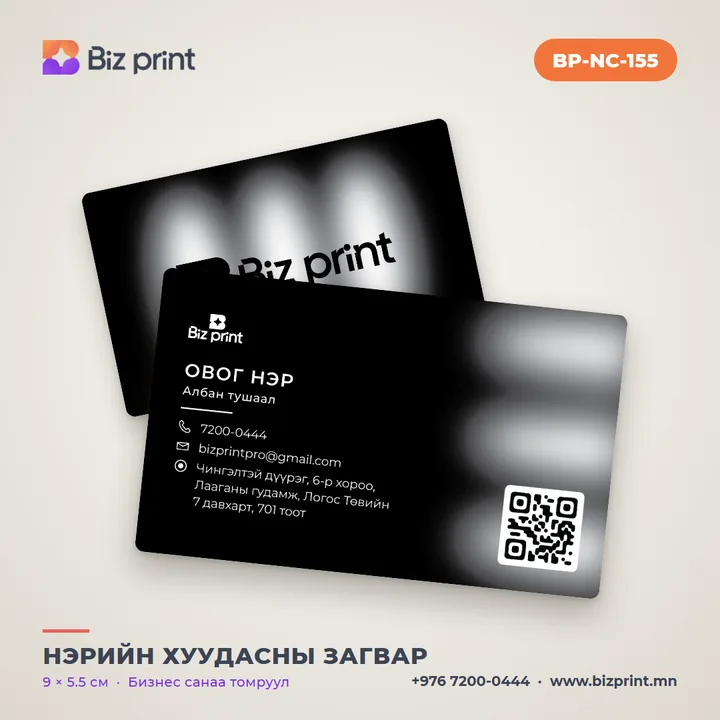 Biz print
BP-NC-155
Biz print
Biz print
ОВОГ НЭР
Албан тушаал
7200-0444
bizprintpro@gmail.com
Чингэлтэй дүүрэг, 6-р хороо,
Лааганы гудамж, Логос Төвийн
7 давхарт, 701 тоот
НЭРИЙН ХУУДАСНЫ ЗАГВАР
9 × 5.5 см · Бизнес санаа томруул
+976 7200-0444 · www.bizprint.mn